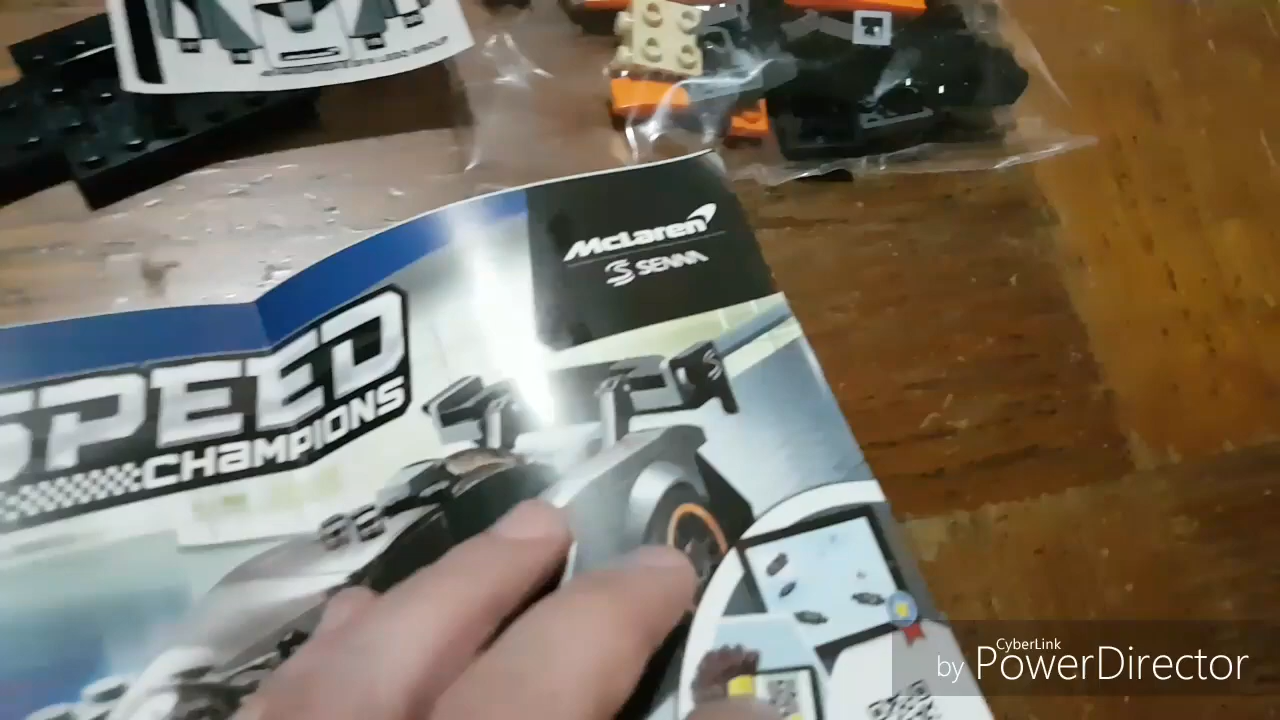 McLaren
SENNA
SPEED
CHAMPIONS
CyberLink
by PowerDirector